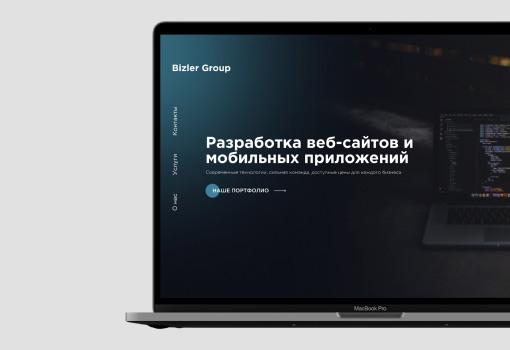 Bizler Group
Контакты
Услуги
О нас
Разработка веб-сайтов и
мобильных приложений
Современные технологии, сильная команда, доступные цены для каждого бизнеса
НАШЕ ПОРТФОЛИО
MacBook Pro